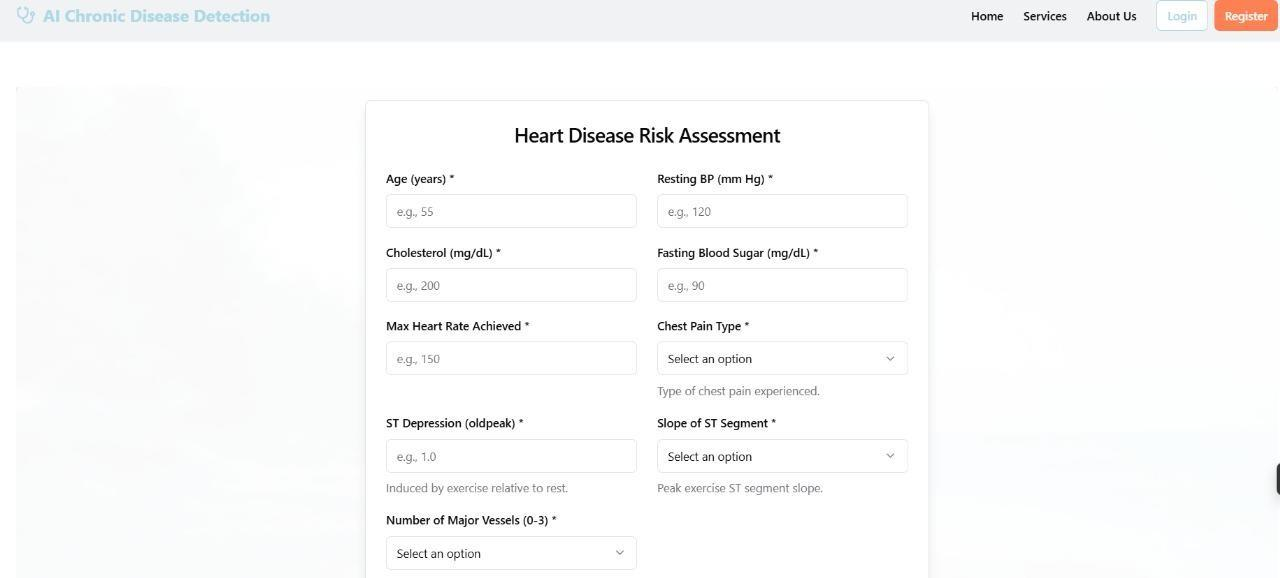 AI Chronic Disease Detection
Home Services About Us Login Register
Heart Disease Risk Assessment
Age (years) * Resting BP (mm Hg) *
e.g., 55 e.g., 120
Cholesterol (mg/dL) * Fasting Blood Sugar (mg/dL) *
e.g., 200 e.g., 90
Max Heart Rate Achieved * Chest Pain Type *
e.g., 150 Select an option
Type of chest pain experienced.
ST Depression (oldpeak) * Slope of ST Segment *
e.g., 1.0 Select an option
Induced by exercise relative to rest. Peak exercise ST segment slope.
Number of Major Vessels (0-3) *
Select an option